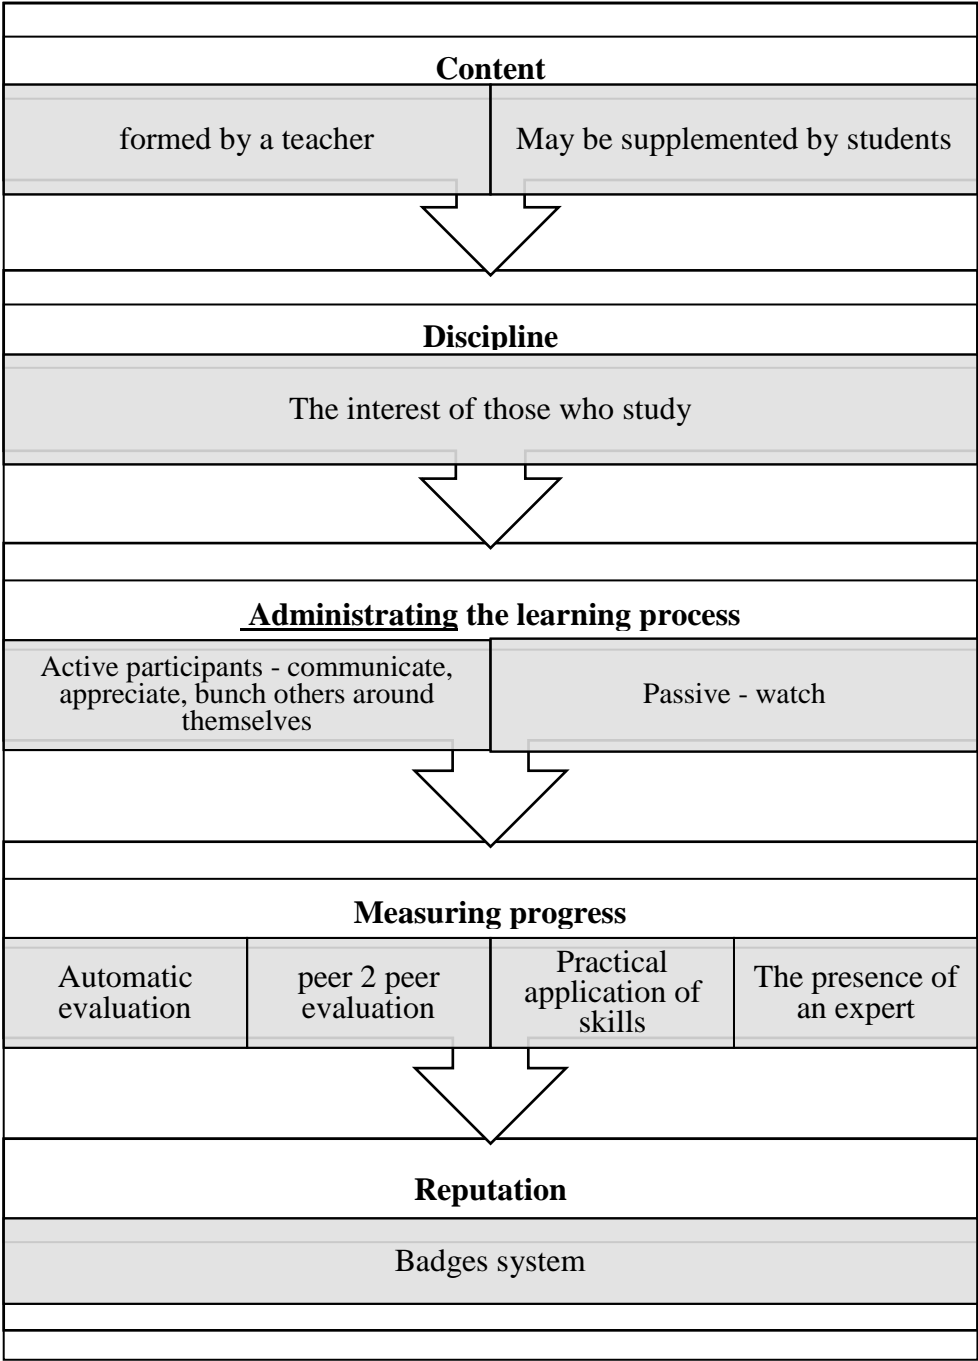 Content
formed by a teacher
May be supplemented by students
Discipline
The interest of those who study
Administrating the learning process
Active participants - communicate,
appreciate, bunch others around
themselves
Passive - watch
Measuring progress
Automatic
evaluation
peer 2 peer
evaluation
Practical
application of
skills
The presence of
an expert
Reputation
Badges system